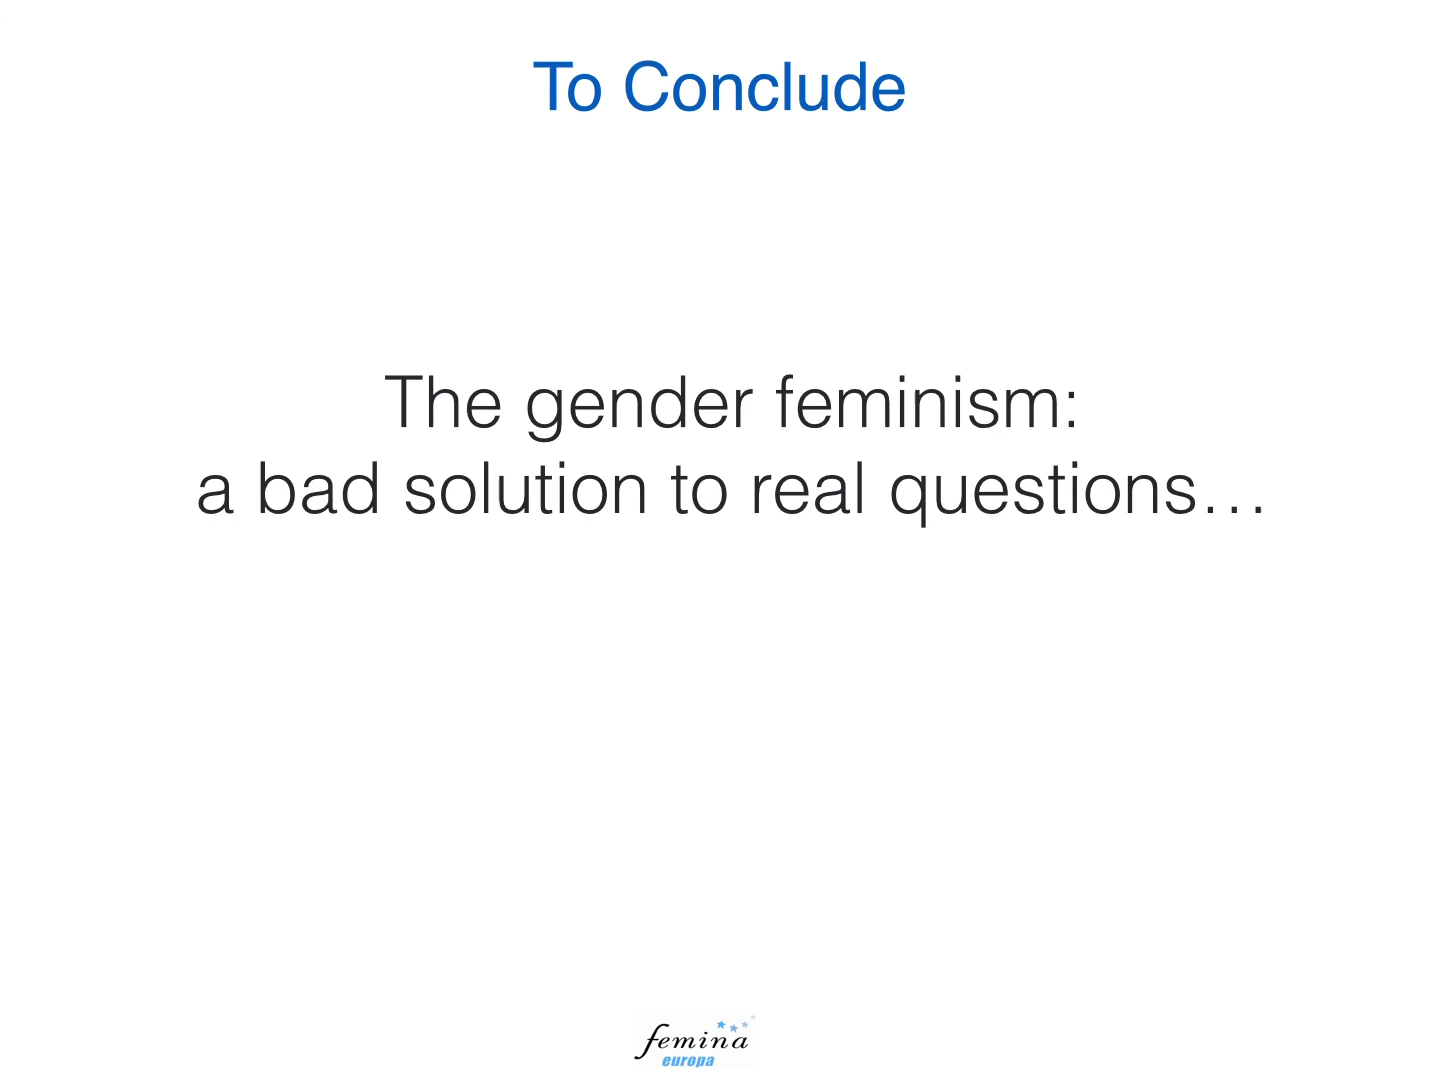 To Conclude
The gender feminism:
a bad solution to real questions…
femina
europa